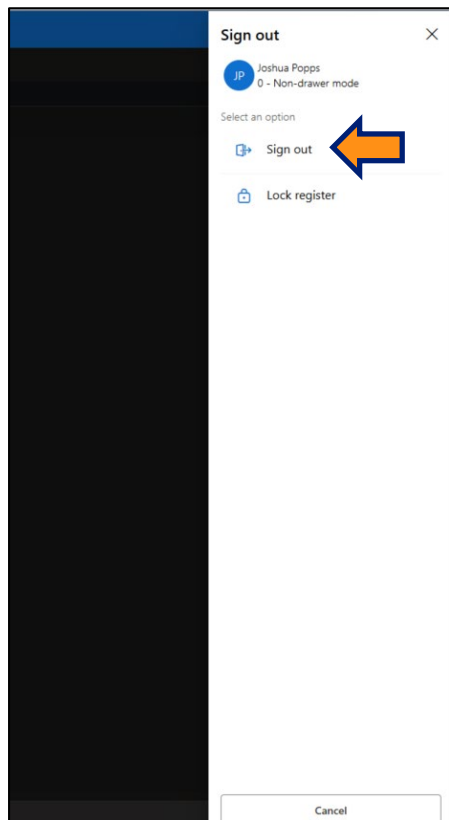 Sign out
JP
Joshua Popps
0 - Non-drawer mode
Select an option
Sign out
Lock register
Cancel